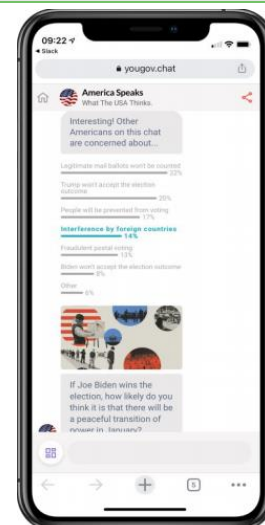 09:22
Slack
yougov.chat
America Speaks
What The USA Thinks.
Interesting! Other
Americans on this chat
are concerned about...
Legitimate mail ballots won't be counted
22%
Trump won't accept the election
outcome
20%
People will be prevented from voting
17%
Interference by foreign countries
14%
Fraudulent postal voting
13%
Biden won't accept the election outcome
8%
Other
6%
If Joe Biden wins the
election, how likely do you
think it is that there will be
a peaceful transition of
power in January?
5